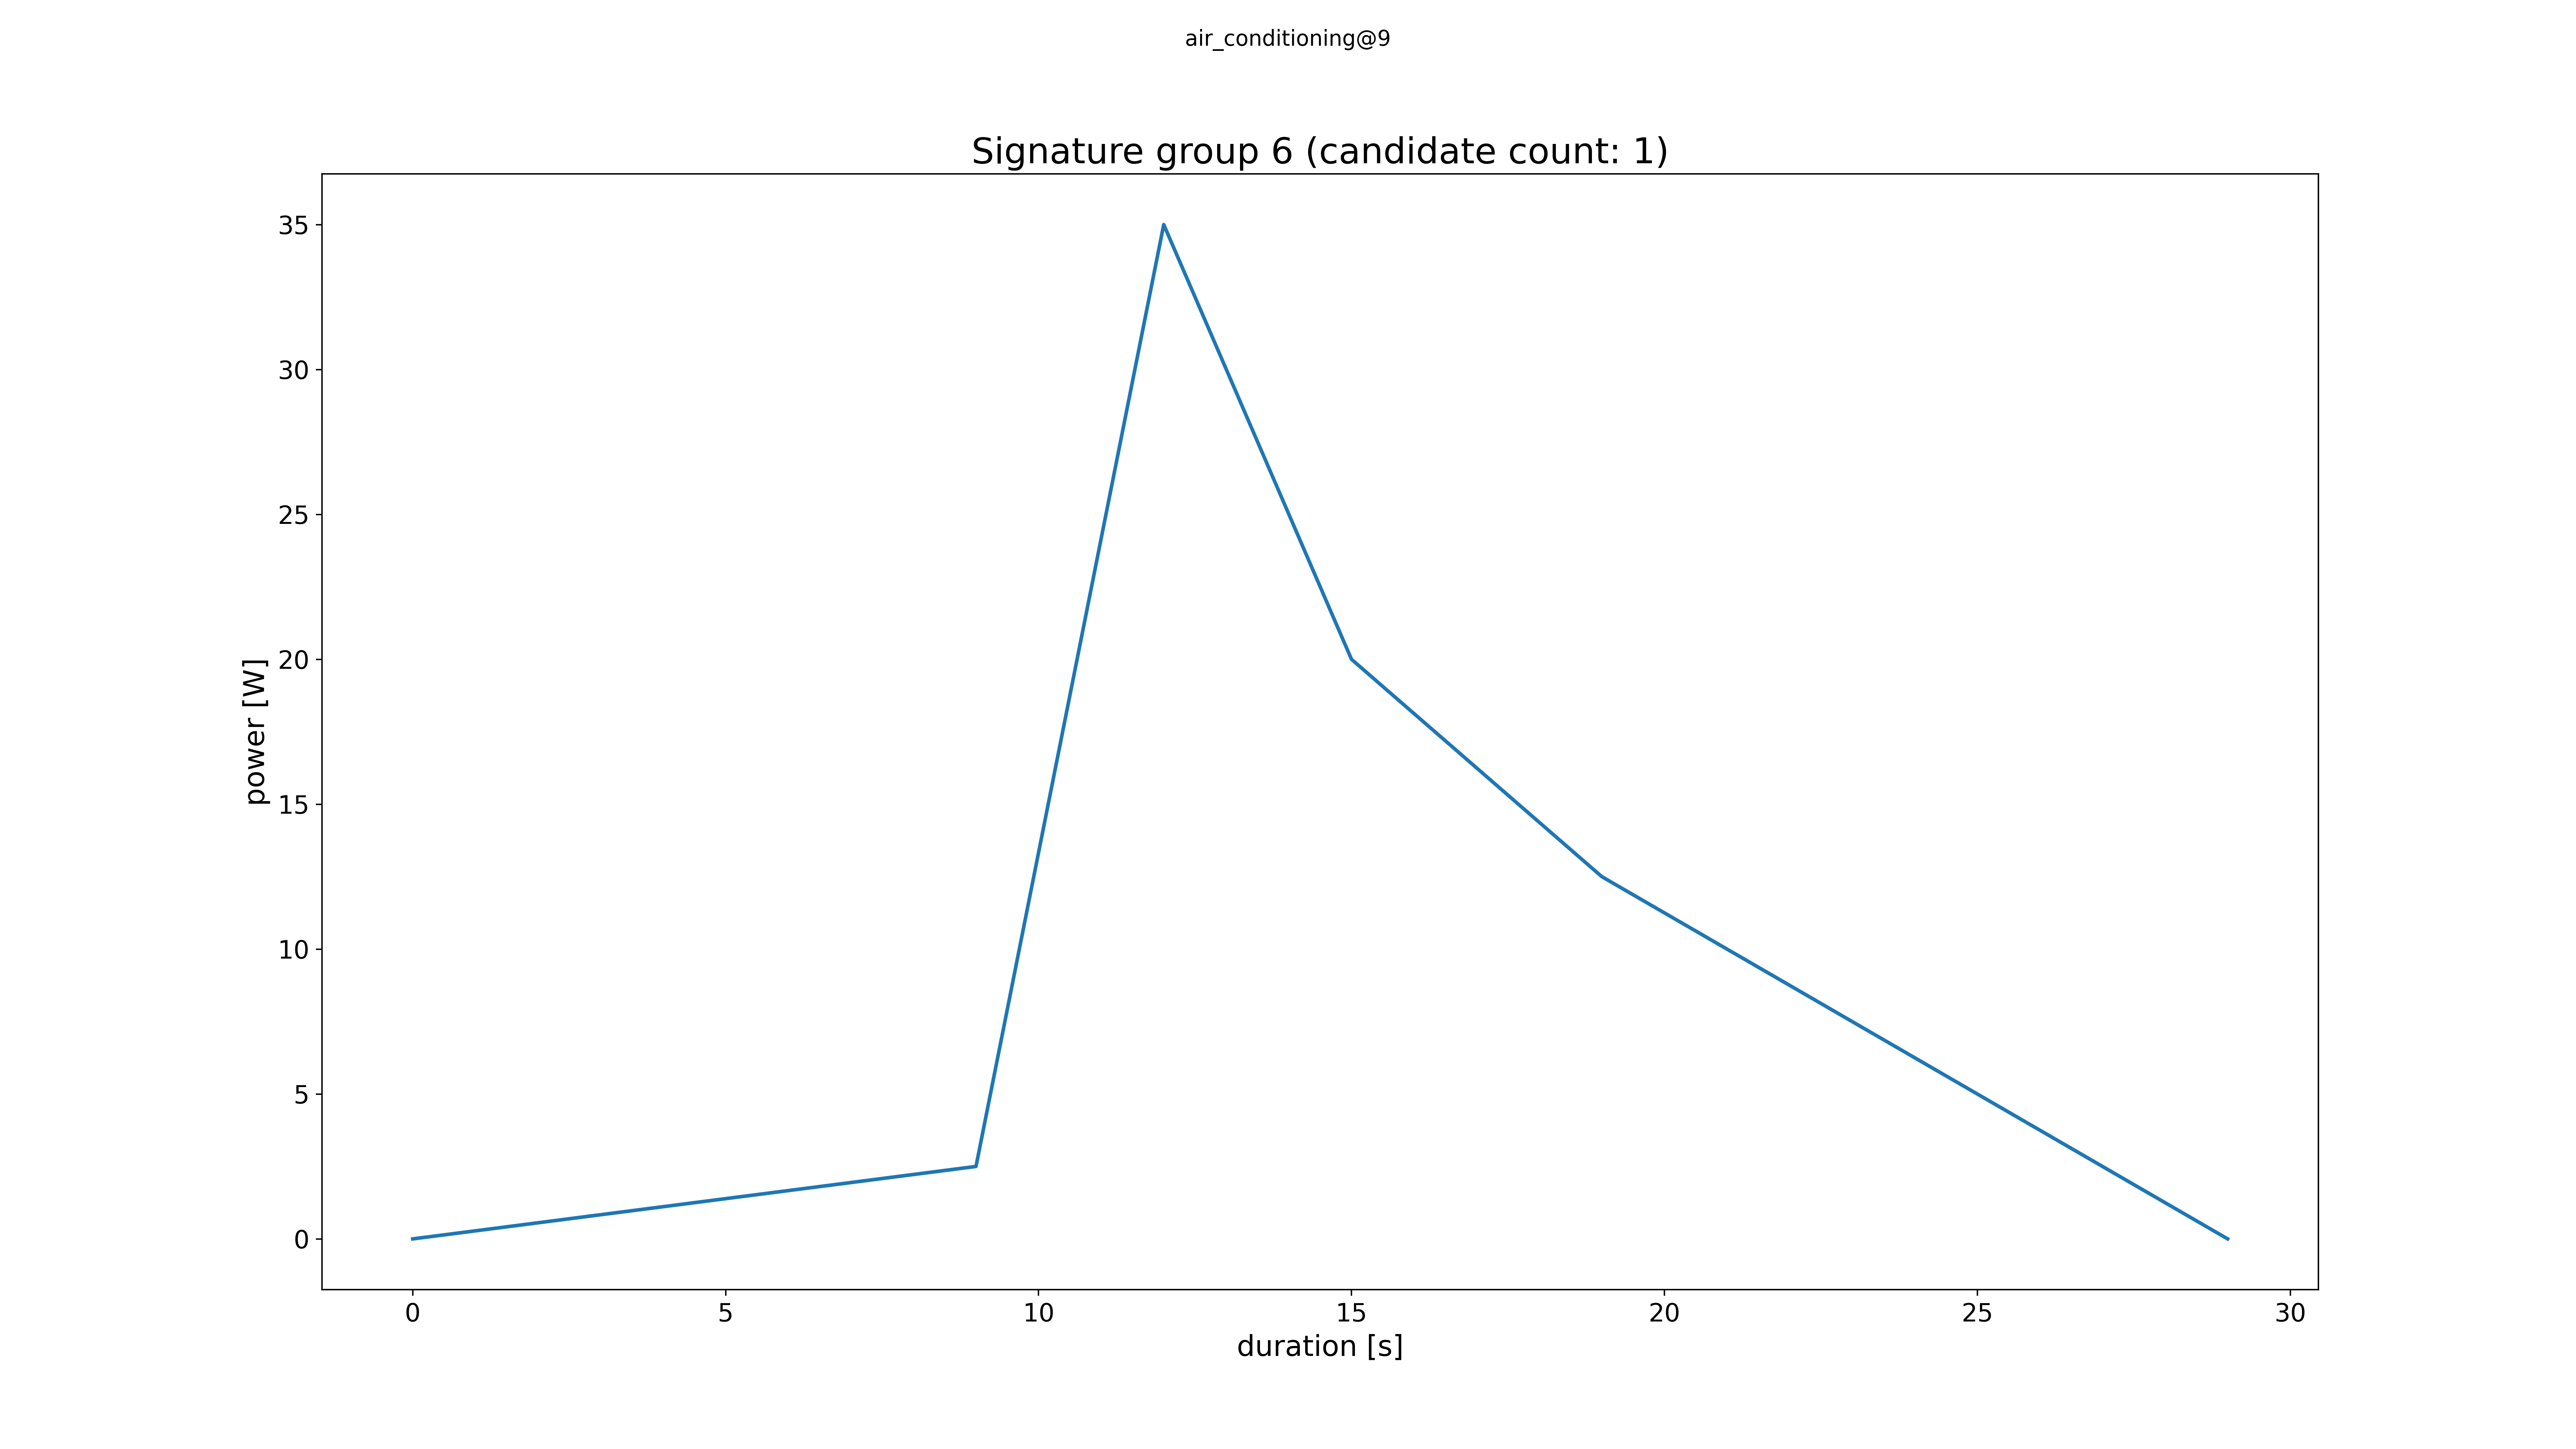 air_conditioning@9
Signature group 6 (candidate count: 1)
35
30
25
20
15
10
5
0
power [W]
0 5 10 15 20 25 30
duration [s]